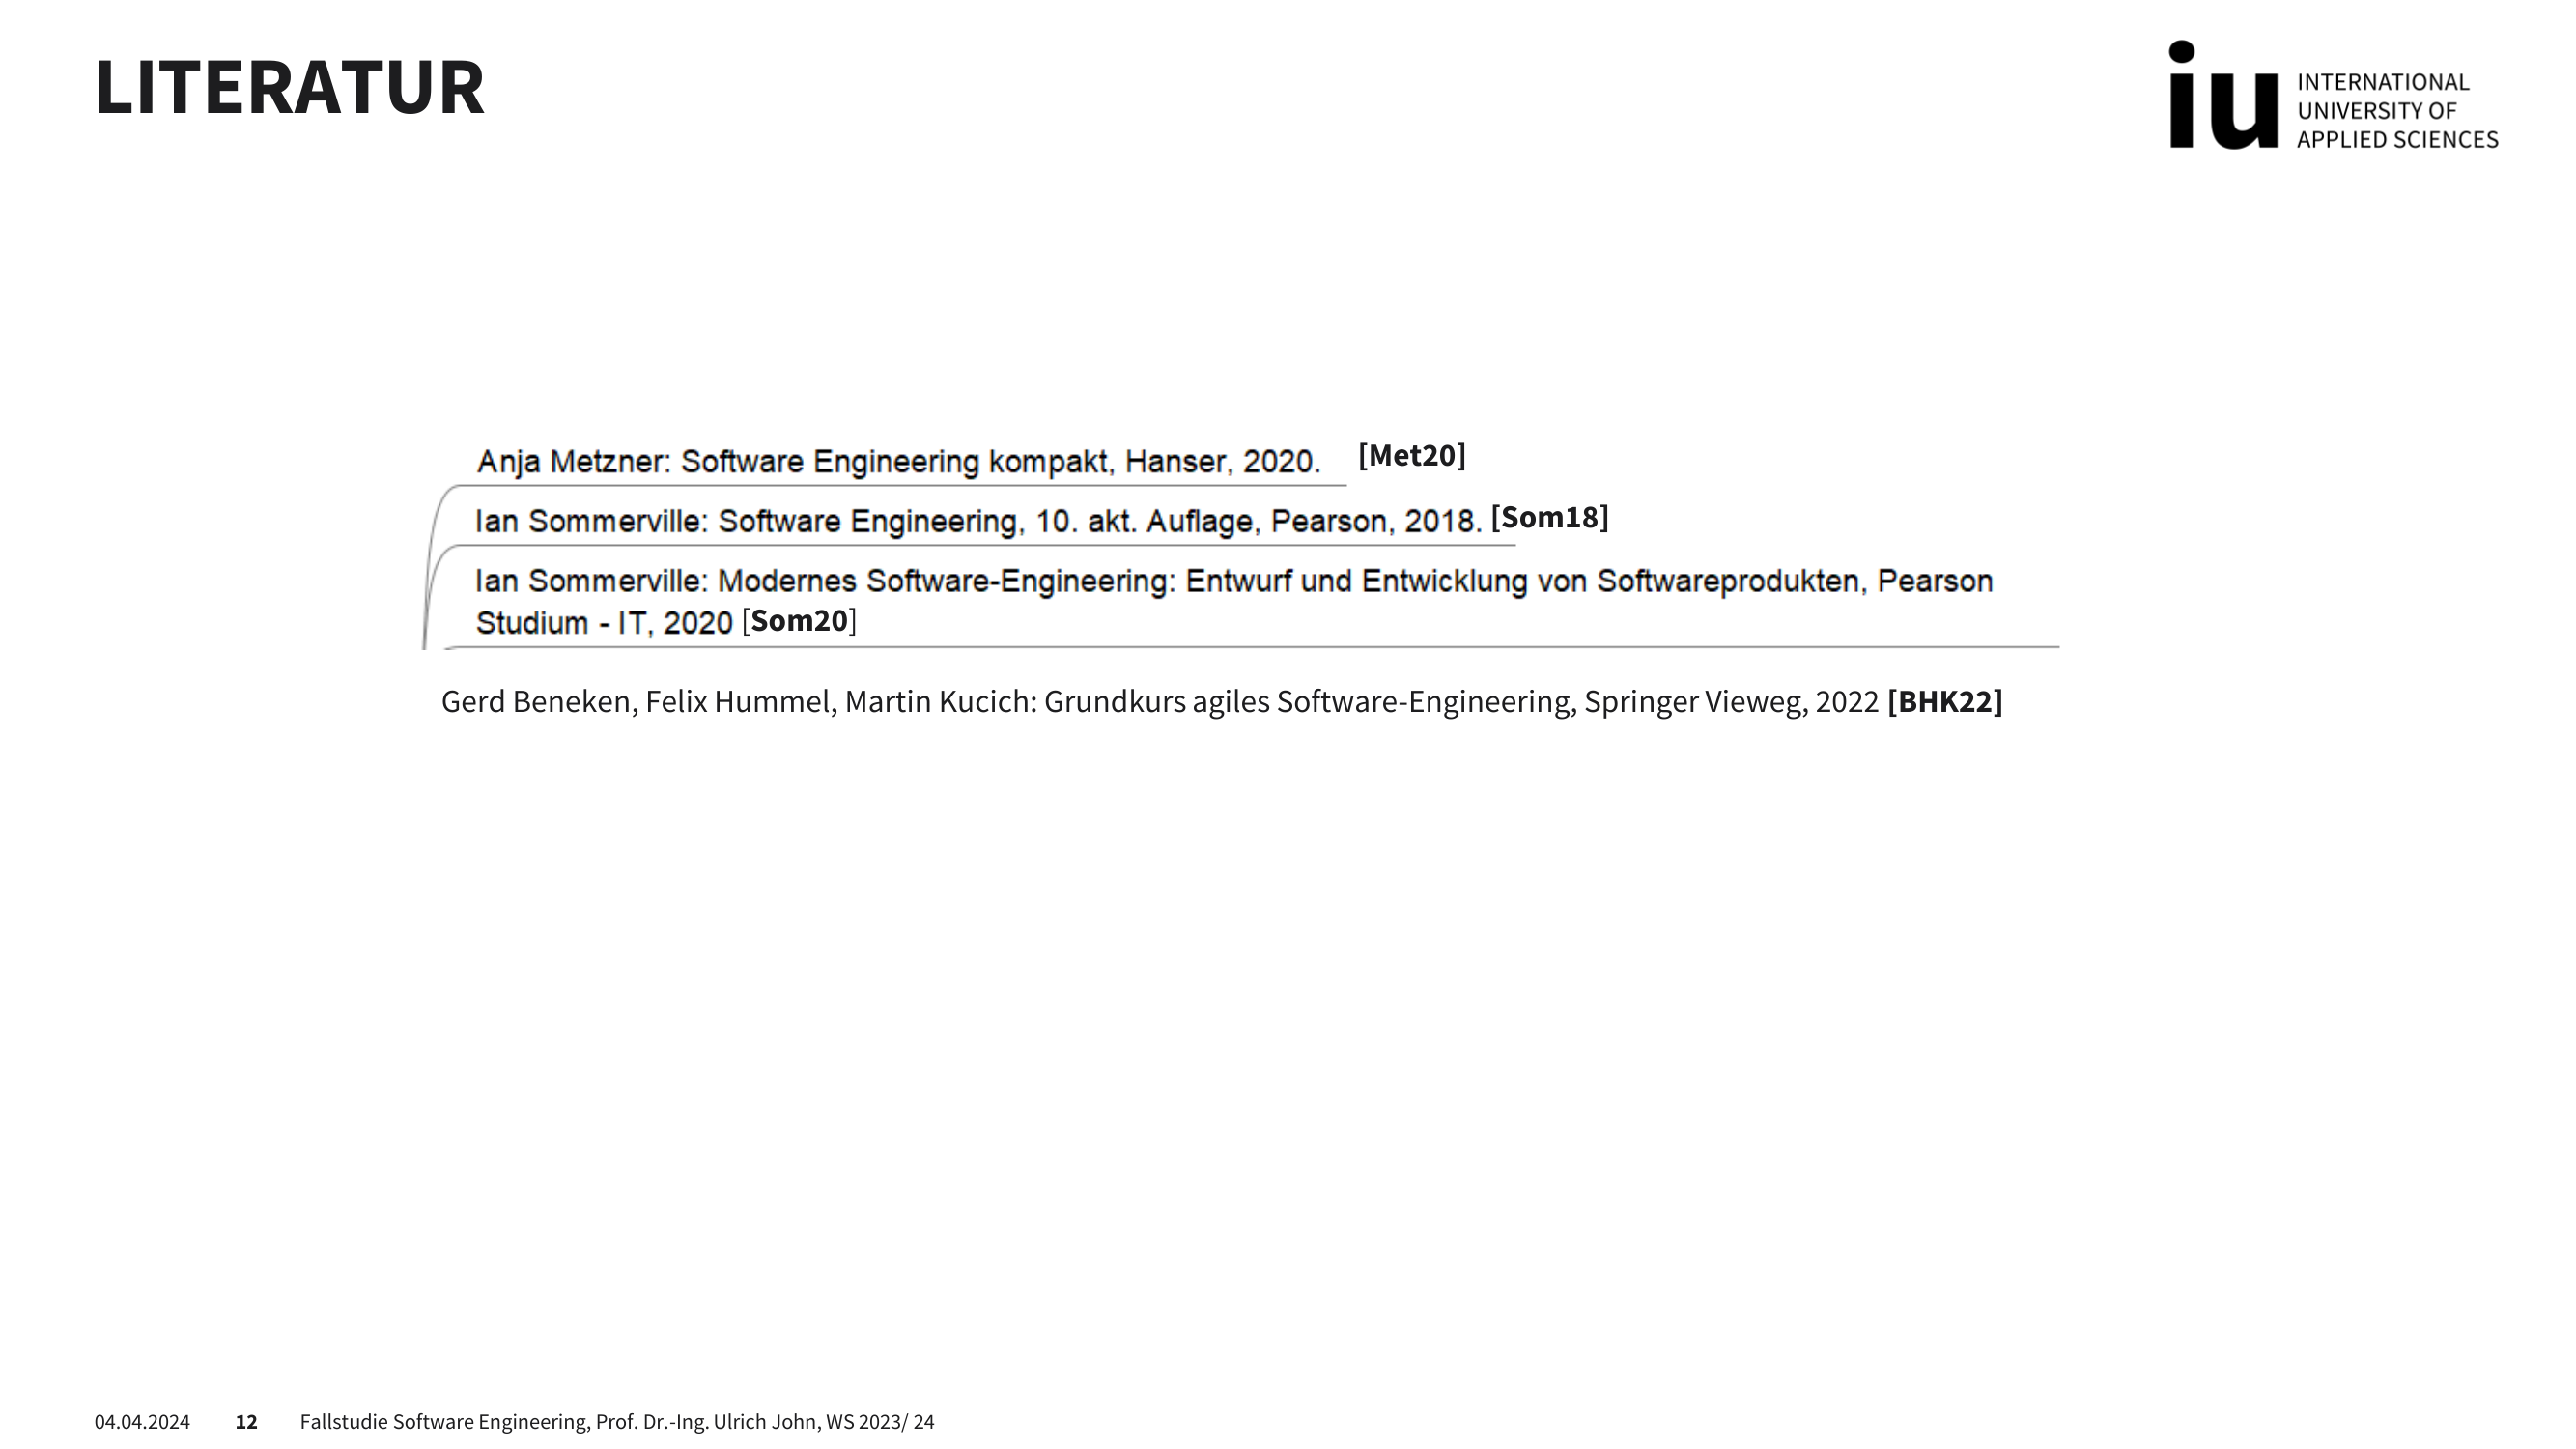 LITERATUR
iu INTERNATIONAL
UNIVERSITY OF
APPLIED SCIENCES
Anja Metzner: Software Engineering kompakt, Hanser, 2020. [Met20]
Ian Sommerville: Software Engineering, 10. akt. Auflage, Pearson, 2018. [Som18]
Ian Sommerville: Modernes Software-Engineering: Entwurf und Entwicklung von Softwareprodukten, Pearson
Studium - IT, 2020 [Som20]
Gerd Beneken, Felix Hummel, Martin Kucich: Grundkurs agiles Software-Engineering, Springer Vieweg, 2022 [BHK22]
04.04.2024 12 Fallstudie Software Engineering, Prof. Dr.-Ing. Ulrich John, WS 2023/ 24